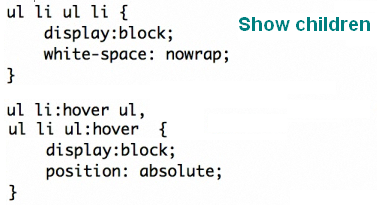 ul li ul li {
    display:block;
    white-space: nowrap;
}
Show children
ul li:hover ul,
ul li ul:hover  {
    display:block;
    position: absolute;
}